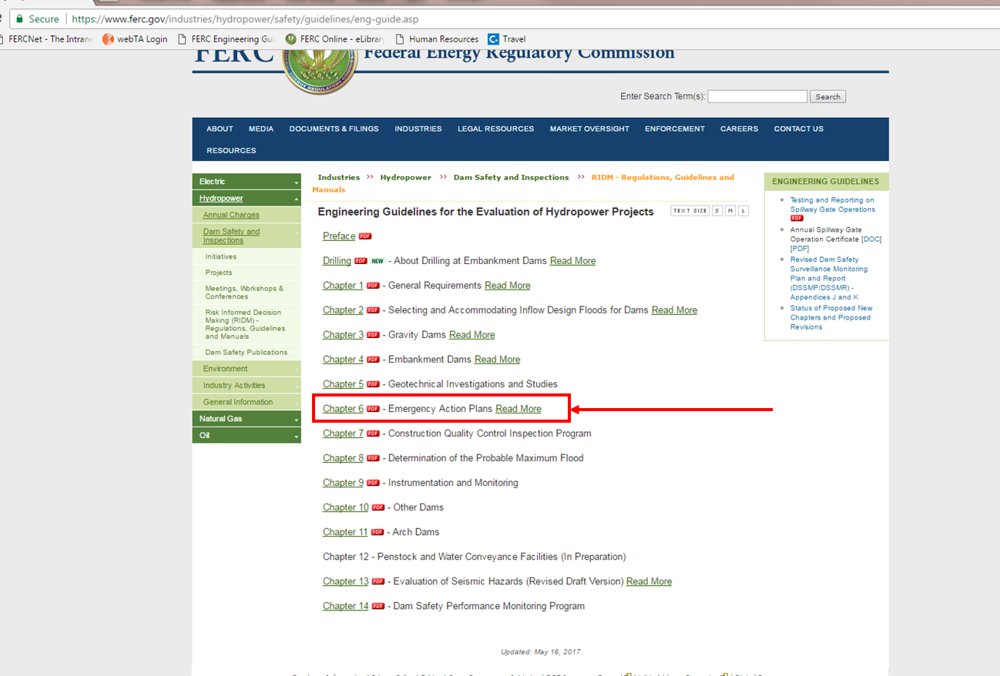 Secure | https://www.ferc.gov/industries/hydropower/safety/guidelines/eng-guide.asp
FERCNet - The Intrane webTA Login FERC Engineering Gui FERC Online - eLibrar Human Resources Travel
FERC Federal Energy Regulatory Commission
Enter Search Term(s): Search
ABOUT MEDIA DOCUMENTS & FILINGS INDUSTRIES LEGAL RESOURCES MARKET OVERSIGHT ENFORCEMENT CAREERS CONTACT US
RESOURCES
Electric
Hydropower
Annual Charges
Dam Safety and
Inspections
Initiatives
Projects
Meetings, Workshops &
Conferences
Risk Informed Decision
Making (RIDM) -
Regulations, Guidelines
and Manuals
Dam Safety Publications
Environment
Industry Activities
General Information
Natural Gas
Oil
Industries >> Hydropower >> Dam Safety and Inspections >> RIDM - Regulations, Guidelines and
Manuals
Engineering Guidelines for the Evaluation of Hydropower Projects TEXT SIZE S M L
Preface PDF
Drilling PDF NEW - About Drilling at Embankment Dams Read More
Chapter 1 PDF - General Requirements Read More
Chapter 2 PDF - Selecting and Accommodating Inflow Design Floods for Dams Read More
Chapter 3 PDF - Gravity Dams Read More
Chapter 4 PDF - Embankment Dams Read More
Chapter 5 PDF - Geotechnical Investigations and Studies
Chapter 6 PDF - Emergency Action Plans Read More
Chapter 7 PDF - Construction Quality Control Inspection Program
Chapter 8 PDF - Determination of the Probable Maximum Flood
Chapter 9 PDF - Instrumentation and Monitoring
Chapter 10 PDF - Other Dams
Chapter 11 PDF - Arch Dams
Chapter 12 - Penstock and Water Conveyance Facilities (In Preparation)
Chapter 13 PDF - Evaluation of Seismic Hazards (Revised Draft Version) Read More
Chapter 14 PDF - Dam Safety Performance Monitoring Program
Updated: May 16, 2017
ENGINEERING GUIDELINES
Testing and Reporting on
Spillway Gate Operations
PDF
Annual Spillway Gate
Operation Certificate [DOC]
[PDF]
Revised Dam Safety
Surveillance Monitoring
Plan and Report
(DSSMP/DSSMR) -
Appendices J and K
Status of Proposed New
Chapters and Proposed
Revisions